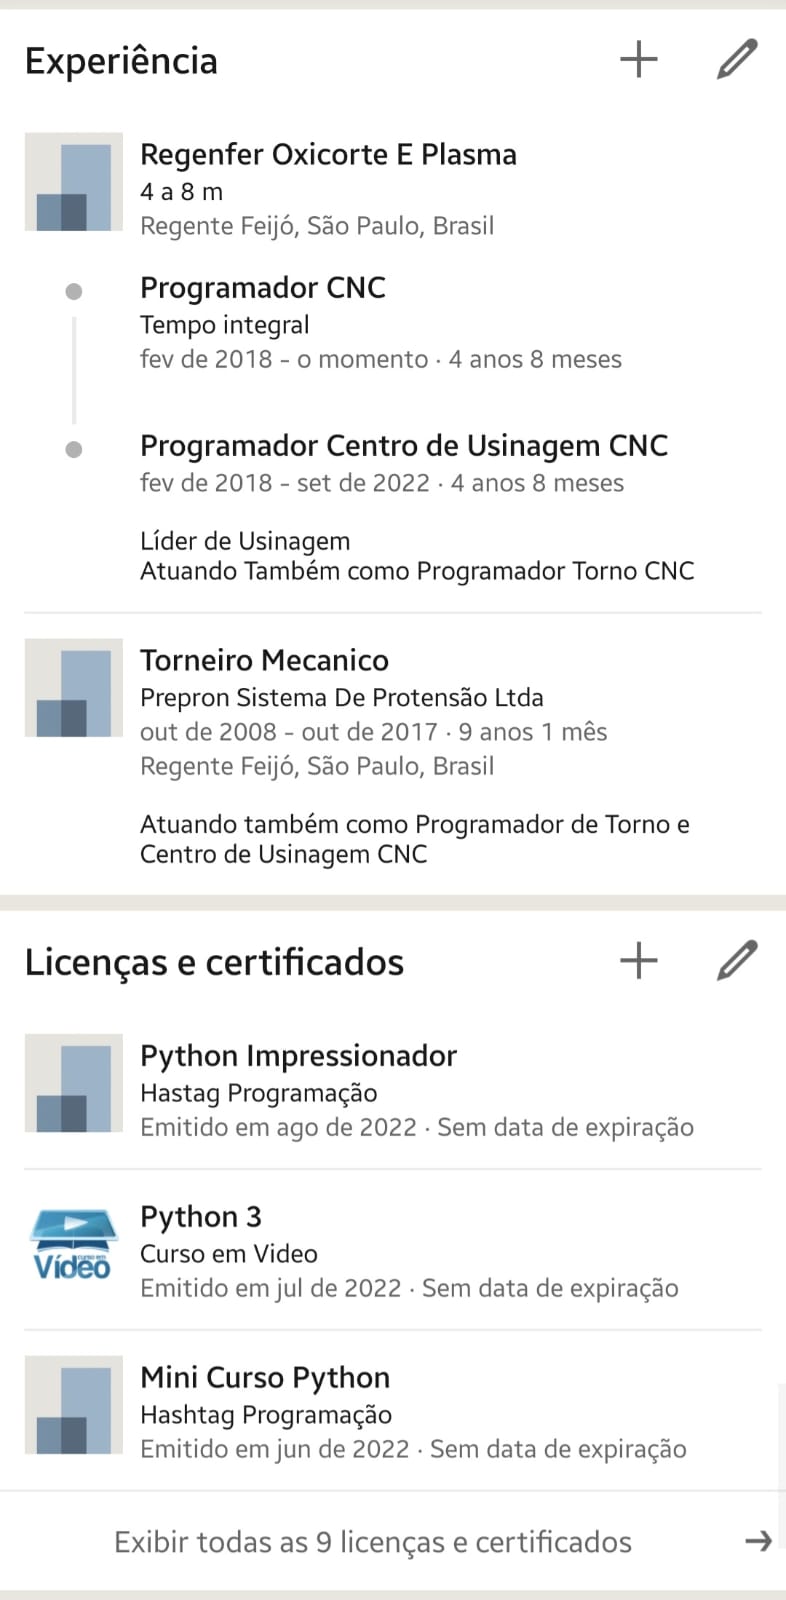 Experiência
Regenfer Oxicorte E Plasma
4 a 8 m
Regente Feijó, São Paulo, Brasil
Programador CNC
Tempo integral
fev de 2018 - o momento · 4 anos 8 meses
Programador Centro de Usinagem CNC
fev de 2018 - set de 2022 · 4 anos 8 meses
Líder de Usinagem
Atuando Também como Programador Torno CNC
Torneiro Mecanico
Prepron Sistema De Protensão Ltda
out de 2008 - out de 2017 · 9 anos 1 mês
Regente Feijó, São Paulo, Brasil
Atuando também como Programador de Torno e
Centro de Usinagem CNC
Licenças e certificados
Python Impressionador
Hastag Programação
Emitido em ago de 2022 · Sem data de expiração
Python 3
curso em
Vídeo
Curso em Video
Emitido em jul de 2022 · Sem data de expiração
Mini Curso Python
Hashtag Programação
Emitido em jun de 2022 · Sem data de expiração
Exibir todas as 9 licenças e certificados